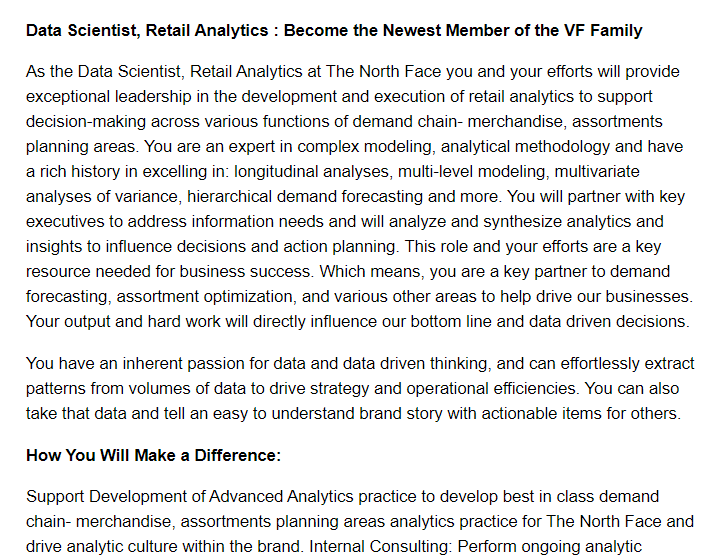 Data Scientist, Retail Analytics : Become the Newest Member of the VF Family
As the Data Scientist, Retail Analytics at The North Face you and your efforts will provide
exceptional leadership in the development and execution of retail analytics to support
decision-making across various functions of demand chain- merchandise, assortments
planning areas. You are an expert in complex modeling, analytical methodology and have
a rich history in excelling in: longitudinal analyses, multi-level modeling, multivariate
analyses of variance, hierarchical demand forecasting and more. You will partner with key
executives to address information needs and will analyze and synthesize analytics and
insights to influence decisions and action planning. This role and your efforts are a key
resource needed for business success. Which means, you are a key partner to demand
forecasting, assortment optimization, and various other areas to help drive our businesses.
Your output and hard work will directly influence our bottom line and data driven decisions.
You have an inherent passion for data and data driven thinking, and can effortlessly extract
patterns from volumes of data to drive strategy and operational efficiencies. You can also
take that data and tell an easy to understand brand story with actionable items for others.
How You Will Make a Difference:
Support Development of Advanced Analytics practice to develop best in class demand
chain- merchandise, assortments planning areas analytics practice for The North Face and
drive analytic culture within the brand. Internal Consulting: Perform ongoing analytic